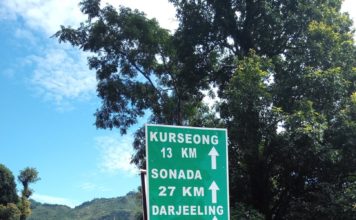 KURSEONG
13 KM
SONADA
27 KM
DARJEELING